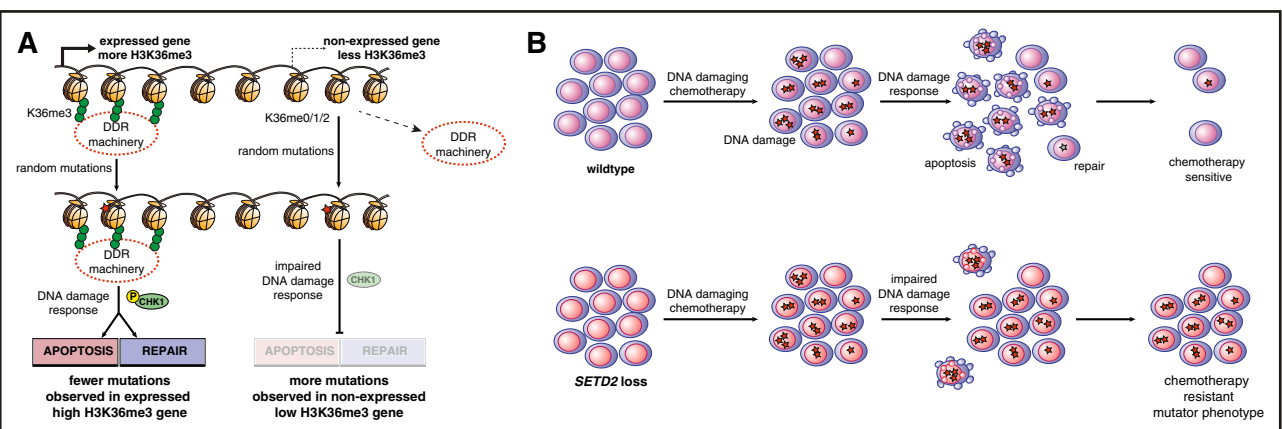 A
expressed gene
more H3K36me3
non-expressed gene
less H3K36me3
K36me3
DDR
machinery
K36me0/1/2
DDR
machinery
random mutations
random mutations
DDR
machinery
DNA damage
response
P
CHK1
impaired
DNA damage
response
CHK1
APOPTOSIS
REPAIR
APOPTOSIS
REPAIR
fewer mutations
observed in expressed
high H3K36me3 gene
more mutations
observed in non-expressed
low H3K36me3 gene
B
wildtype
DNA damaging
chemotherapy
DNA damage
DNA damage
response
apoptosis
repair
chemotherapy
sensitive
SETD2 loss
DNA damaging
chemotherapy
impaired
DNA damage
response
chemotherapy
resistant
mutator phenotype